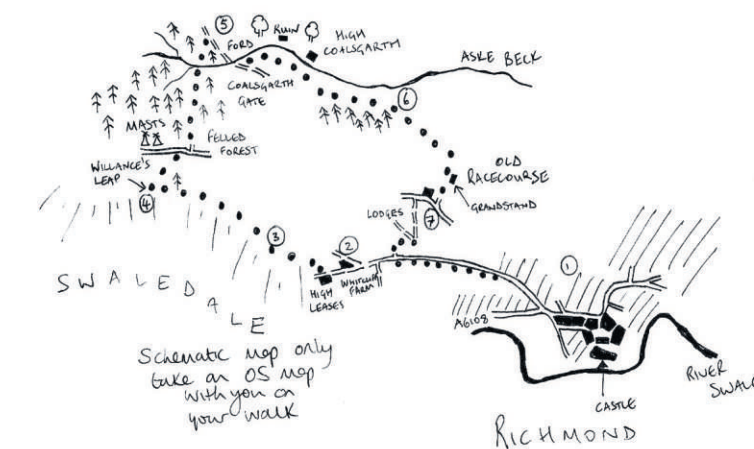 5
RUIN
HIGH
COALSGARTH
FORD
ASKE BECK
COALSGARTH
GATE
6
MASTS
FELLED
FOREST
WILLANCE'S
LEAP
4
OLD
RACECOURSE
GRANDSTAND
LODGES
7
3
2
1
HIGH
LEASES
WHITCLIFFE
FARM
SWALEDALE
A6108
Schematic map only
take an OS map
with you on
your walk
CASTLE
RIVER
SWALE
RICHMOND